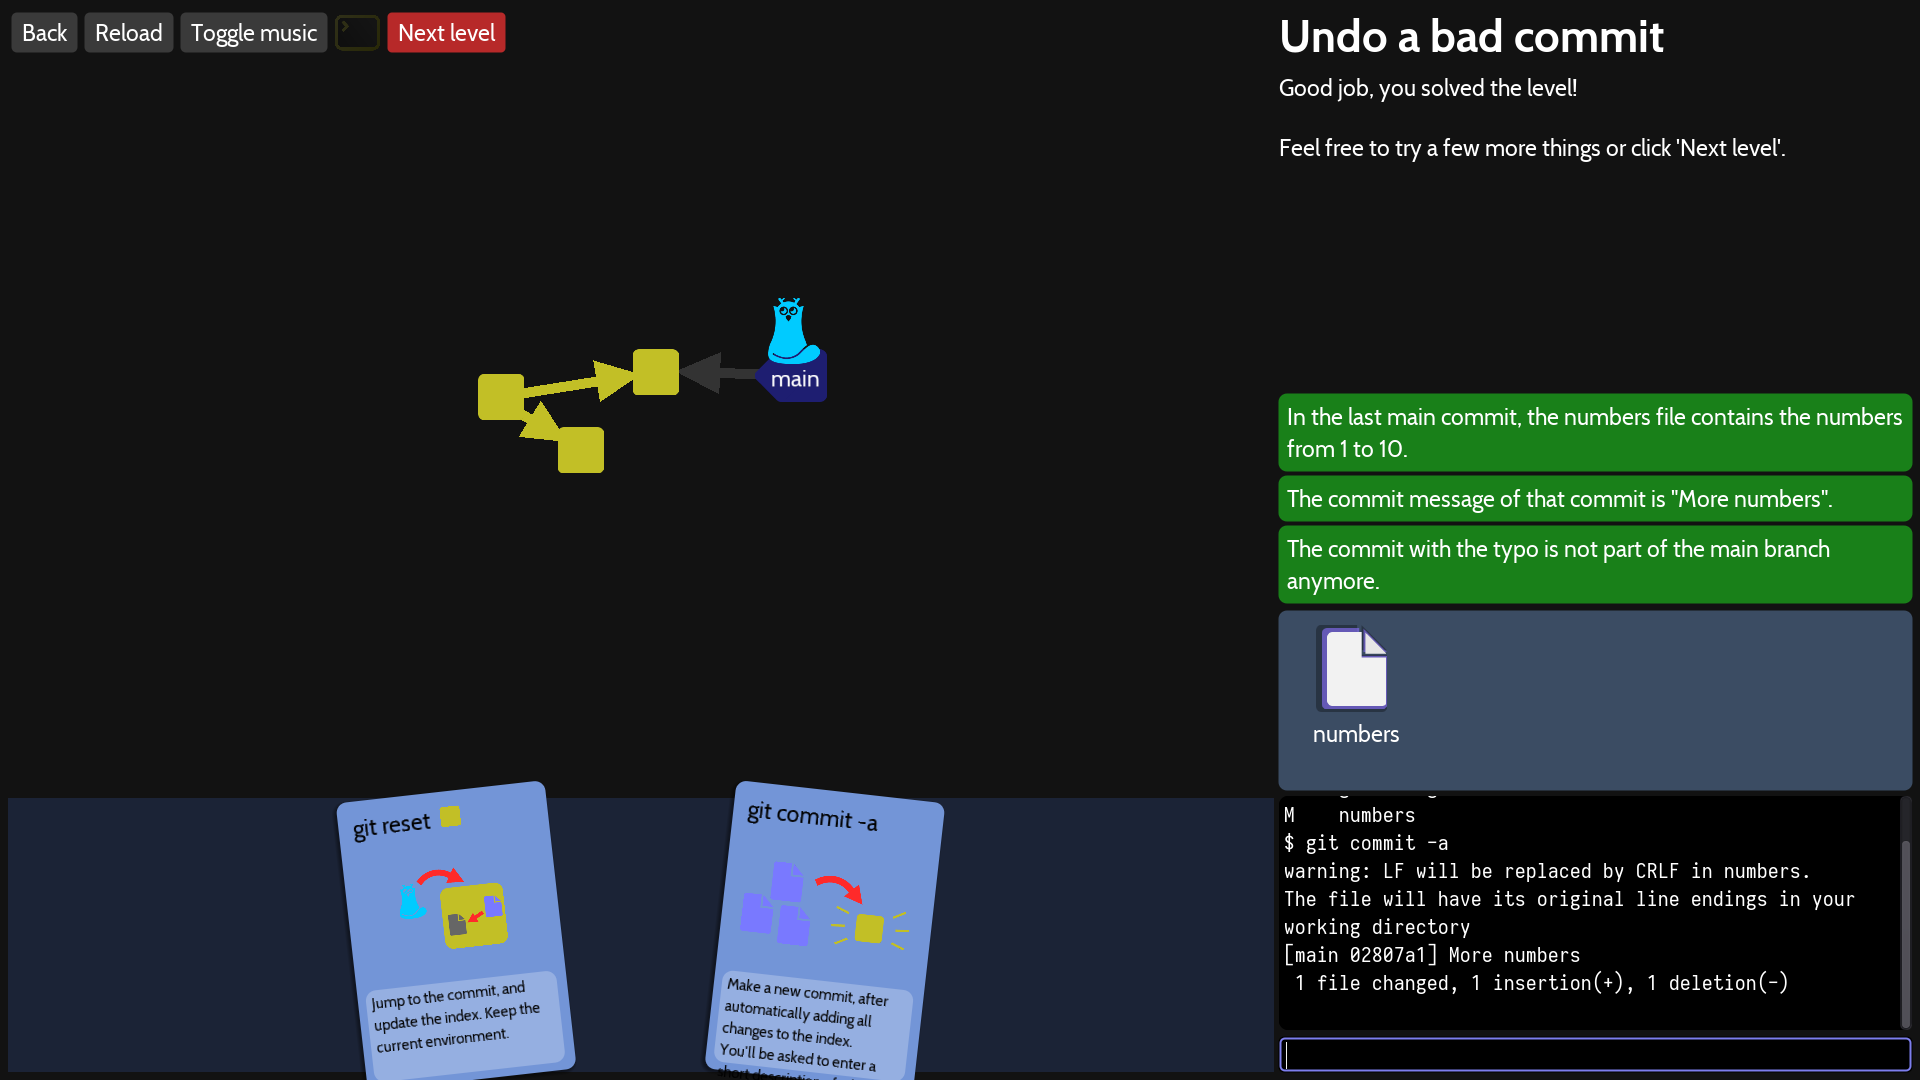 Back
Reload
Toggle music
Next level
Undo a bad commit
Good job, you solved the level!
Feel free to try a few more things or click 'Next level'.
main
In the last main commit, the numbers file contains the numbers
from 1 to 10.
The commit message of that commit is "More numbers".
The commit with the typo is not part of the main branch
anymore.
numbers
git reset
Jump to the commit, and
update the index. Keep the
current environment.
git commit -a
Make a new commit, after
automatically adding all
changes to the index.
You'll be asked to enter a
M    numbers
$ git commit -a
warning: LF will be replaced by CRLF in numbers.
The file will have its original line endings in your
working directory
[main 02807a1] More numbers
 1 file changed, 1 insertion(+), 1 deletion(-)